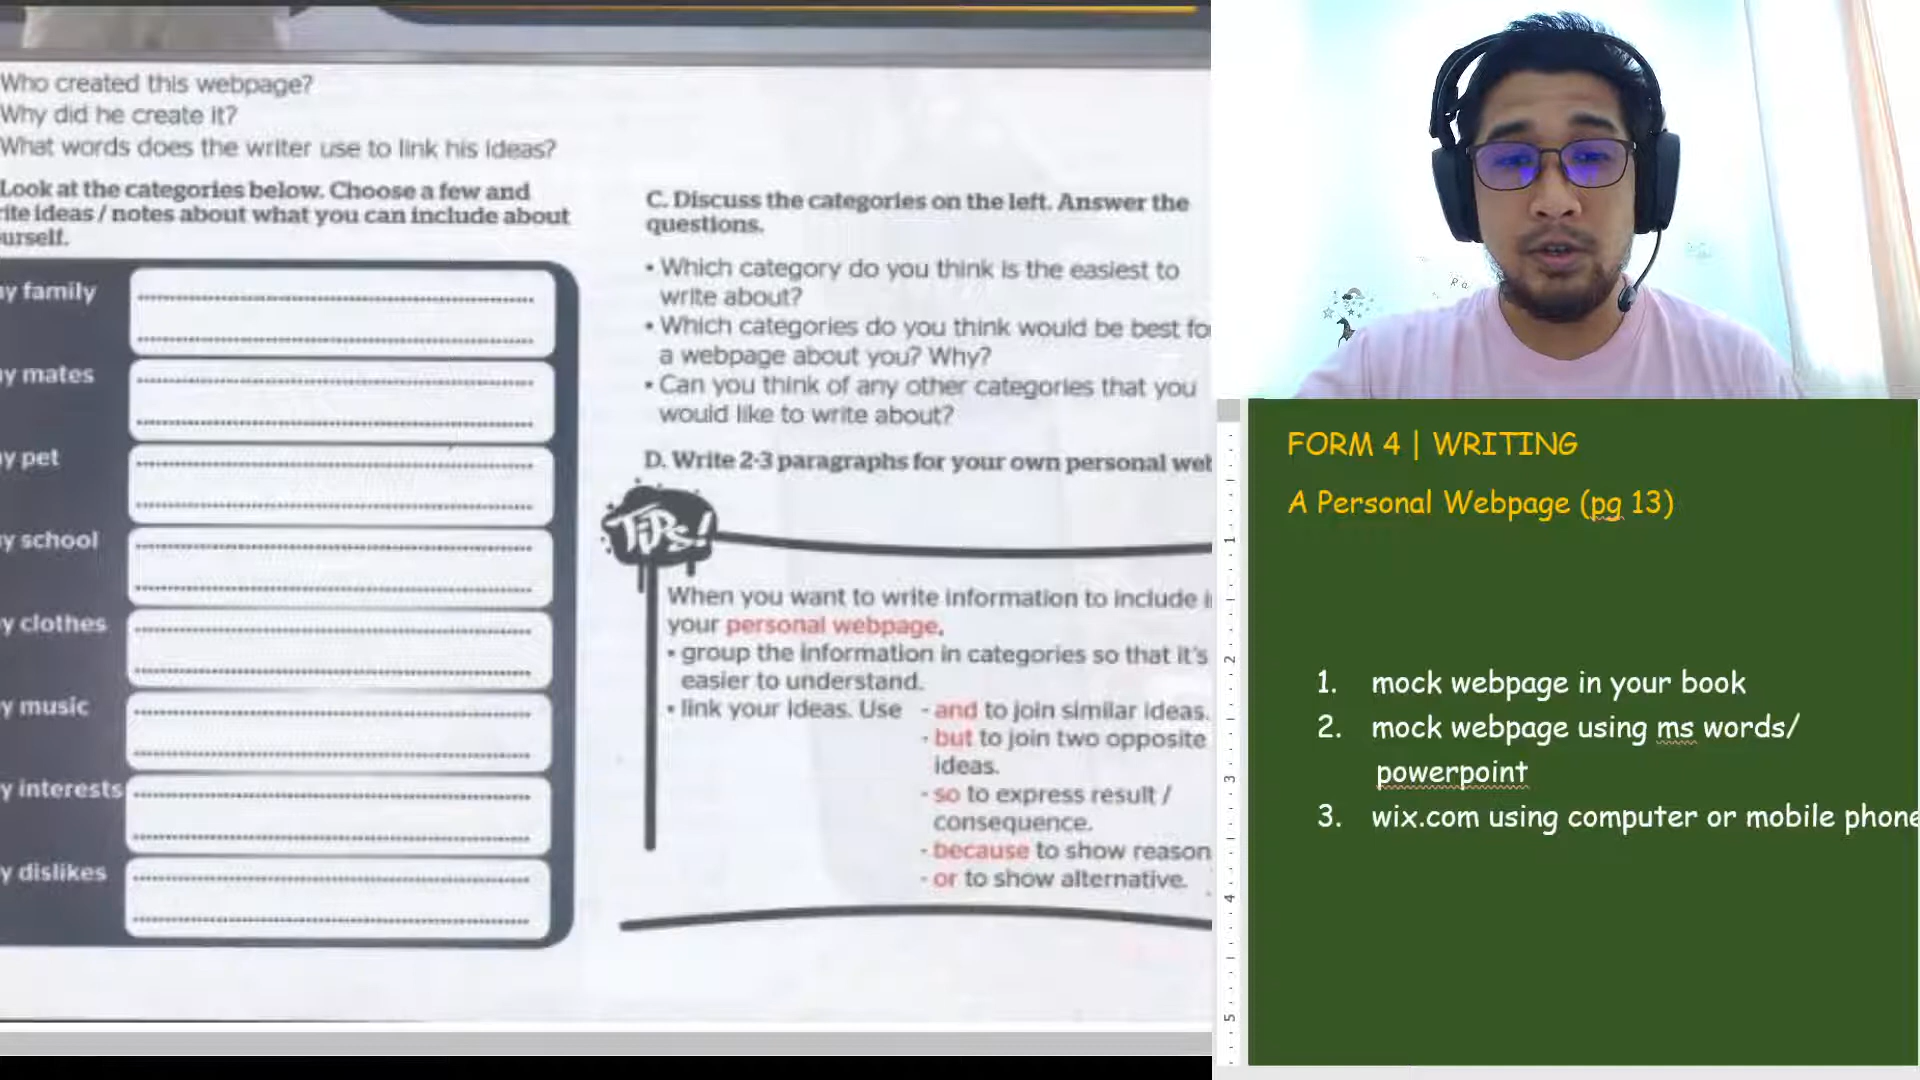 Who created this webpage?
Why did he create it?
What words does the writer use to link his ideas?
Look at the categories below. Choose a few and
rite ideas / notes about what you can include about
urself.
y family
y mates
y pet
y school
y clothes
y music
y interests
y dislikes
C. Discuss the categories on the left. Answer the
questions.
• Which category do you think is the easiest to
write about?
• Which categories do you think would be best fo
a webpage about you? Why?
• Can you think of any other categories that you
would like to write about?
D. Write 2-3 paragraphs for your own personal we
TiPs!
When you want to write information to include i
your personal webpage,
• group the information in categories so that it's
easier to understand.
• link your ideas. Use - and to join similar ideas.
- but to join two opposite
ideas.
- so to express result /
consequence.
- because to show reason
- or to show alternative.
FORM 4 | WRITING
A Personal Webpage (pg 13)
1. mock webpage in your book
2. mock webpage using ms words/
powerpoint
3. wix.com using computer or mobile phone
1
2
3
4
5